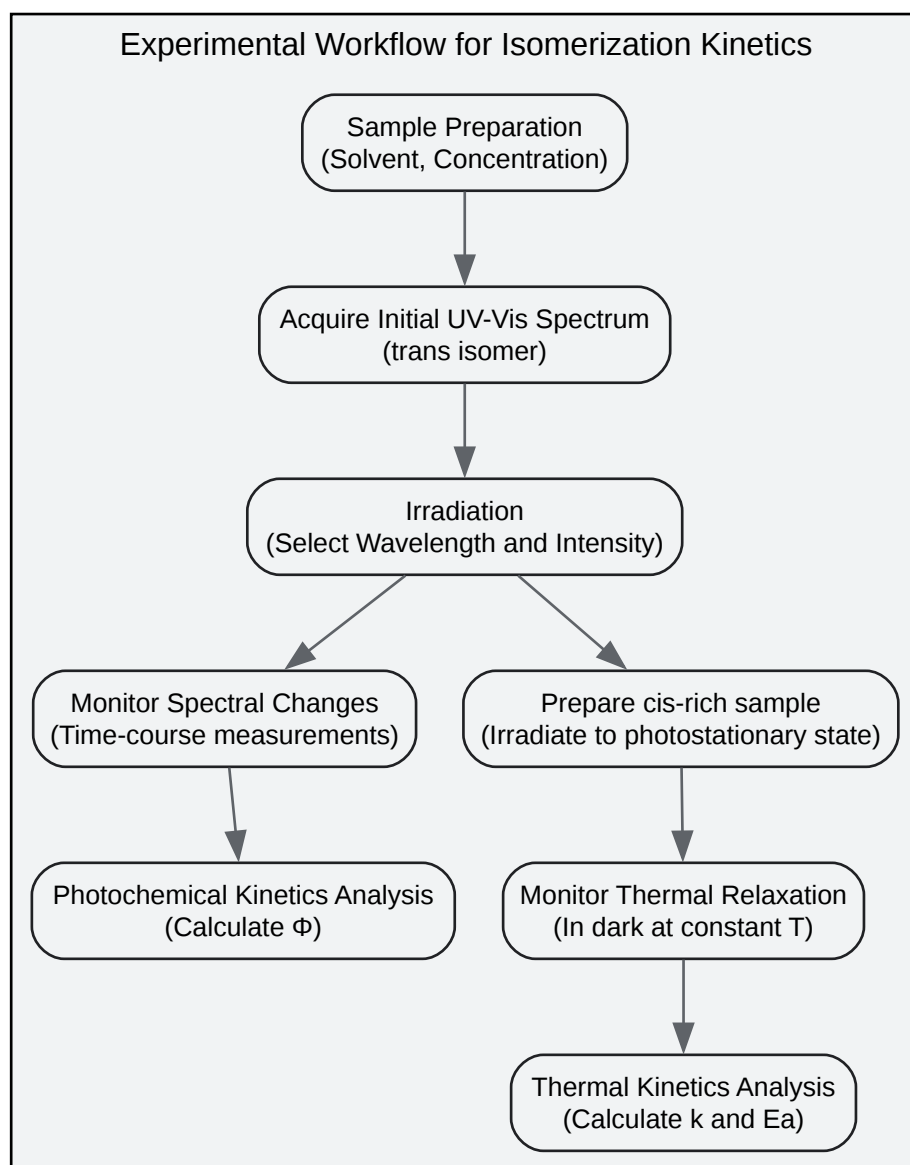 Experimental Workflow for Isomerization Kinetics
Sample Preparation
(Solvent, Concentration)
Acquire Initial UV-Vis Spectrum
(trans isomer)
Irradiation
(Select Wavelength and Intensity)
Monitor Spectral Changes
(Time-course measurements)
Prepare cis-rich sample
(Irradiate to photostationary state)
Photochemical Kinetics Analysis
(Calculate Φ)
Monitor Thermal Relaxation
(In dark at constant T)
Thermal Kinetics Analysis
(Calculate k and Ea)